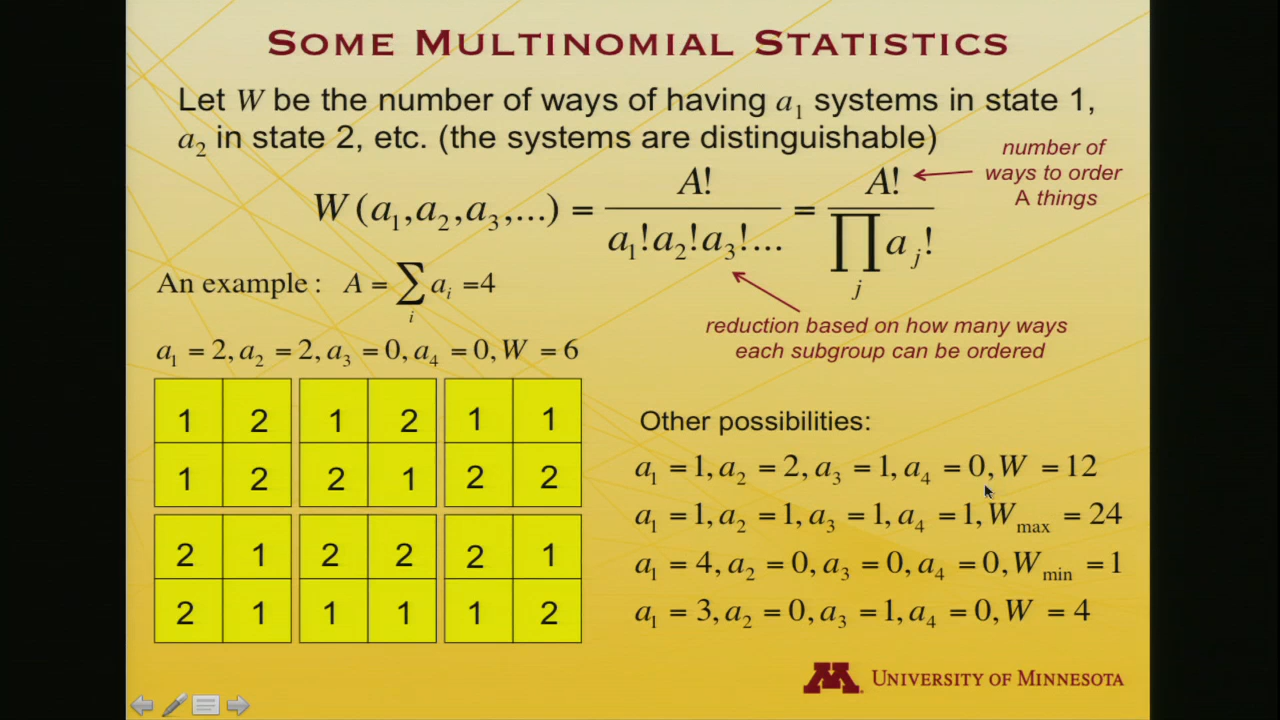 SOME MULTINOMIAL STATISTICS
Let W be the number of ways of having a₁ systems in state 1,
a₂ in state 2, etc. (the systems are distinguishable)
number of
ways to order
A things
W(a₁,a₂,a₃,...) = A! / (a₁!a₂!a₃!...) = A! / ∏_j a_j!
An example : A = ∑_i a_i =4
reduction based on how many ways
each subgroup can be ordered
a₁ = 2, a₂ = 2, a₃ = 0, a₄ = 0, W = 6
1 2 1 2 1 1
1 2 2 1 2 2
2 1 2 2 2 1
2 1 1 1 1 2
Other possibilities:
a₁ = 1, a₂ = 2, a₃ = 1, a₄ = 0, W = 12
a₁ = 1, a₂ = 1, a₃ = 1, a₄ = 1, W_max = 24
a₁ = 4, a₂ = 0, a₃ = 0, a₄ = 0, W_min = 1
a₁ = 3, a₂ = 0, a₃ = 1, a₄ = 0, W = 4
M
UNIVERSITY OF MINNESOTA